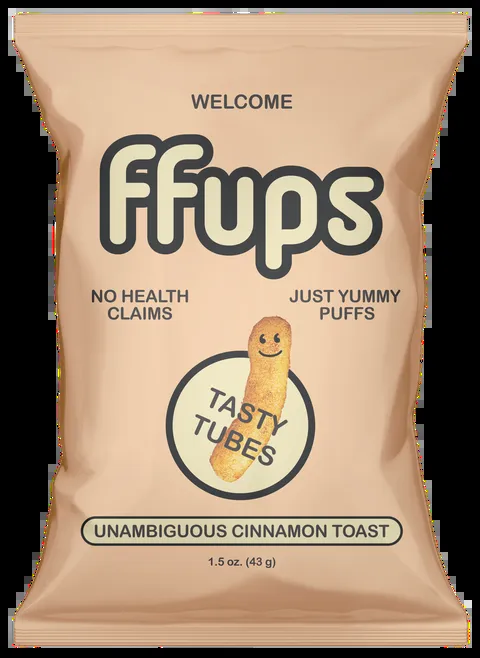 WELCOME
ffups
NO HEALTH
CLAIMS
JUST YUMMY
PUFFS
TASTY
TUBES
UNAMBIGUOUS CINNAMON TOAST
1.5 oz. (43 g)